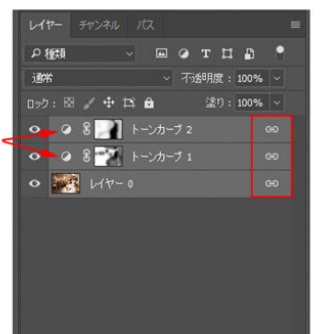 レイヤー チャンネル パス
種類 T
通常 不透明度: 100%
ロック: 塗り: 100%
トーンカーブ 2
トーンカーブ 1
レイヤー 0